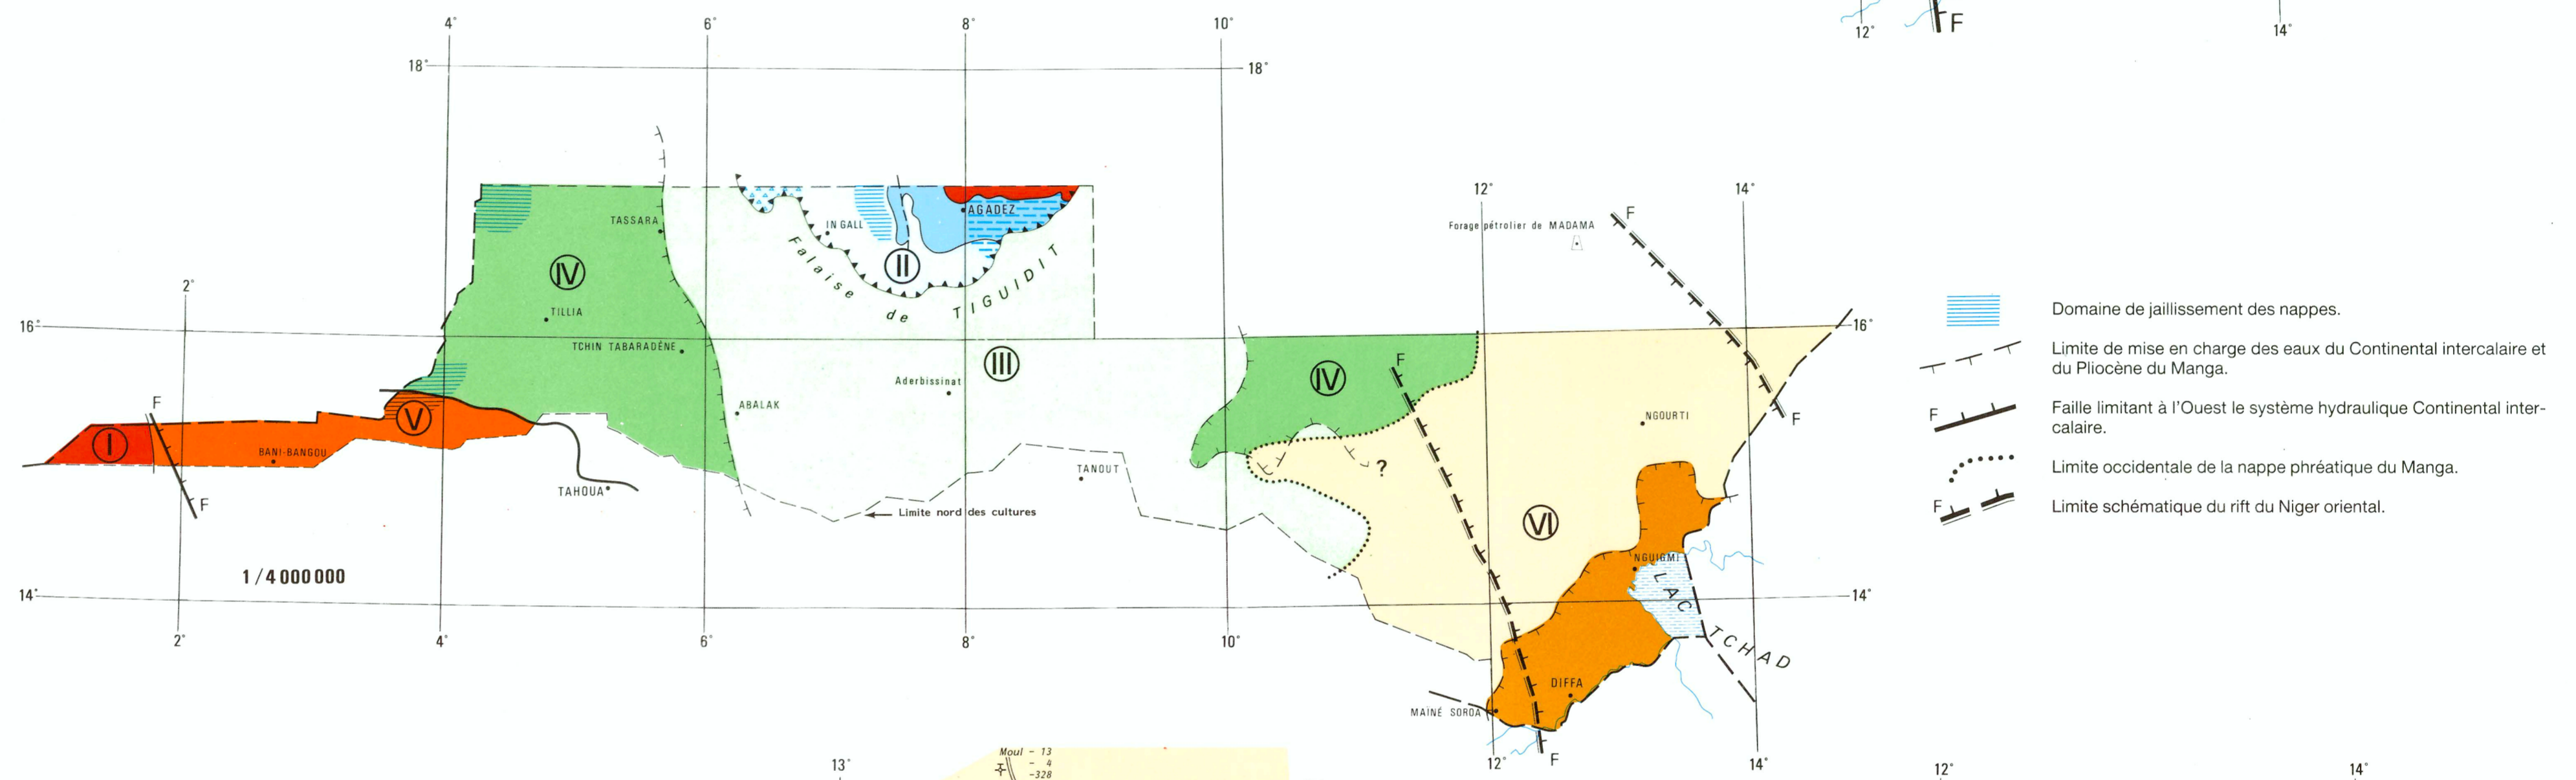 4° 6° 8° 10° 12° F 14°
18° 18°
2° 12° 14°
TASSARA
IN GALL
AGADEZ
Forage pétrolier de MADAMA
F
IV
II
Falaise de TIGUIDIT
TILLIA
TCHIN TABARADÈNE
16° 16°
III
IV
F
Aderbissinat
ABALAK
NGOURTI
F
F
I
V
BANI-BANGOU
TANOUT
?
TAHOUA
F
Limite nord des cultures
VI
NGUIGMI
1/4 000 000
14° 14°
LAC TCHAD
2° 4° 6° 8° 10°
DIFFA
MAÏNÉ SOROA
F
12° 14°
Domaine de jaillissement des nappes.
Limite de mise en charge des eaux du Continental intercalaire et
du Pliocène du Manga.
F
Faille limitant à l'Ouest le système hydraulique Continental inter-
calaire.
Limite occidentale de la nappe phréatique du Manga.
F
Limite schématique du rift du Niger oriental.
Moul - 13
- 4
-328
13° 12° 14°